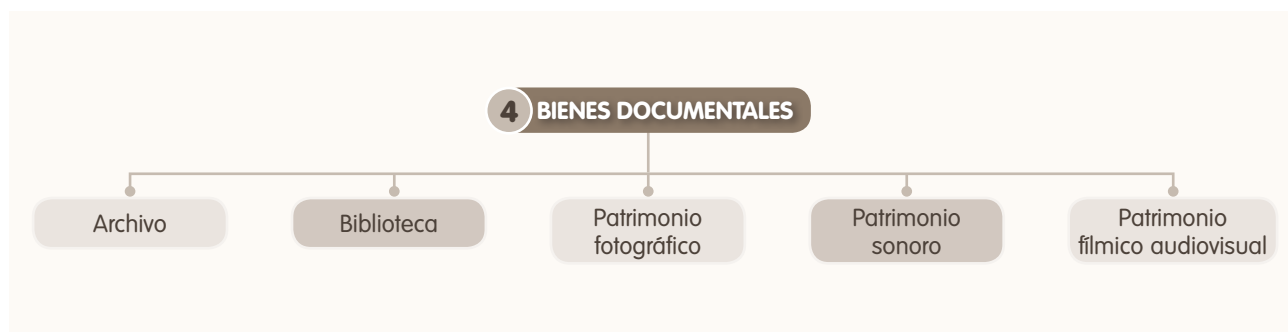 4 BIENES DOCUMENTALES
Archivo
Biblioteca
Patrimonio
fotográfico
Patrimonio
sonoro
Patrimonio
fílmico audiovisual